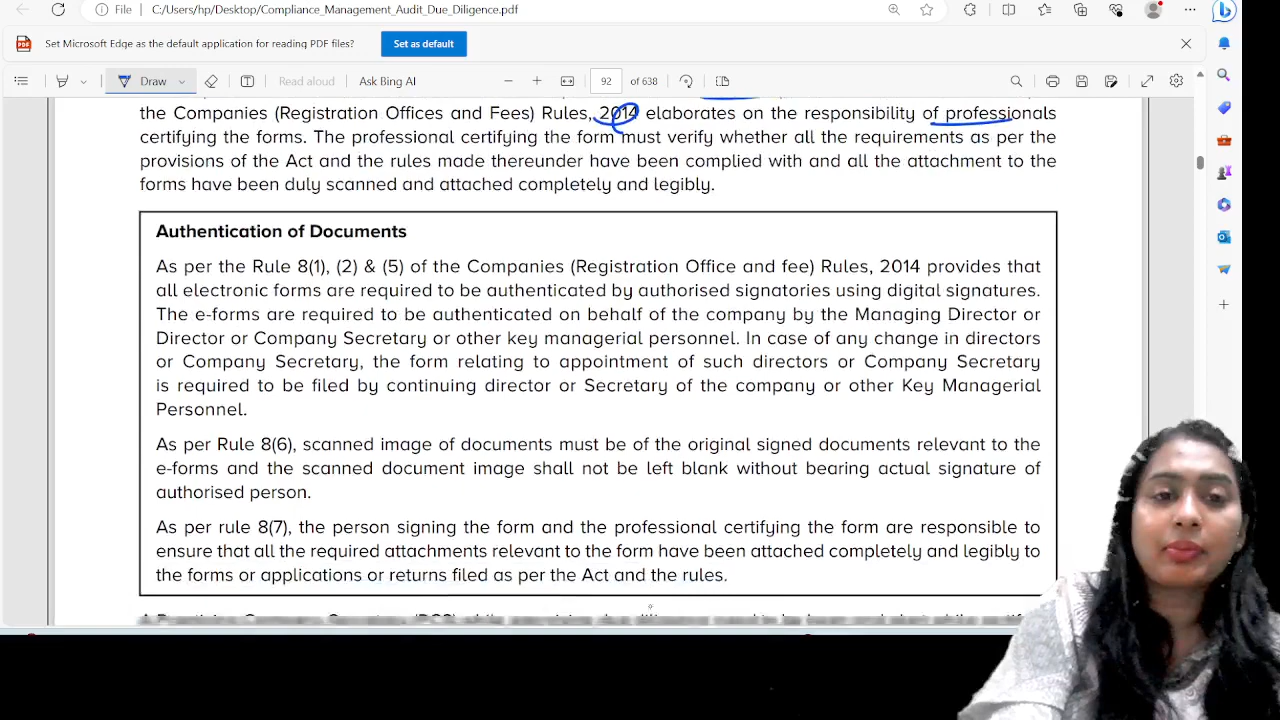 File
C:/Users/hp/Desktop/Compliance_Management_Audit_Due_Diligence.pdf
Set Microsoft Edge as the default application for reading PDF files?
Set as default
Draw
Read aloud
Ask Bing AI
92 of 638
the Companies (Registration Offices and Fees) Rules, 2014 elaborates on the responsibility of professionals
certifying the forms. The professional certifying the form must verify whether all the requirements as per the
provisions of the Act and the rules made thereunder have been complied with and all the attachment to the
forms have been duly scanned and attached completely and legibly.
Authentication of Documents
As per the Rule 8(1), (2) & (5) of the Companies (Registration Office and fee) Rules, 2014 provides that
all electronic forms are required to be authenticated by authorised signatories using digital signatures.
The e-forms are required to be authenticated on behalf of the company by the Managing Director or
Director or Company Secretary or other key managerial personnel. In case of any change in directors
or Company Secretary, the form relating to appointment of such directors or Company Secretary
is required to be filed by continuing director or Secretary of the company or other Key Managerial
Personnel.
As per Rule 8(6), scanned image of documents must be of the original signed documents relevant to the
e-forms and the scanned document image shall not be left blank without bearing actual signature of
authorised person.
As per rule 8(7), the person signing the form and the professional certifying the form are responsible to
ensure that all the required attachments relevant to the form have been attached completely and legibly to
the forms or applications or returns filed as per the Act and the rules.